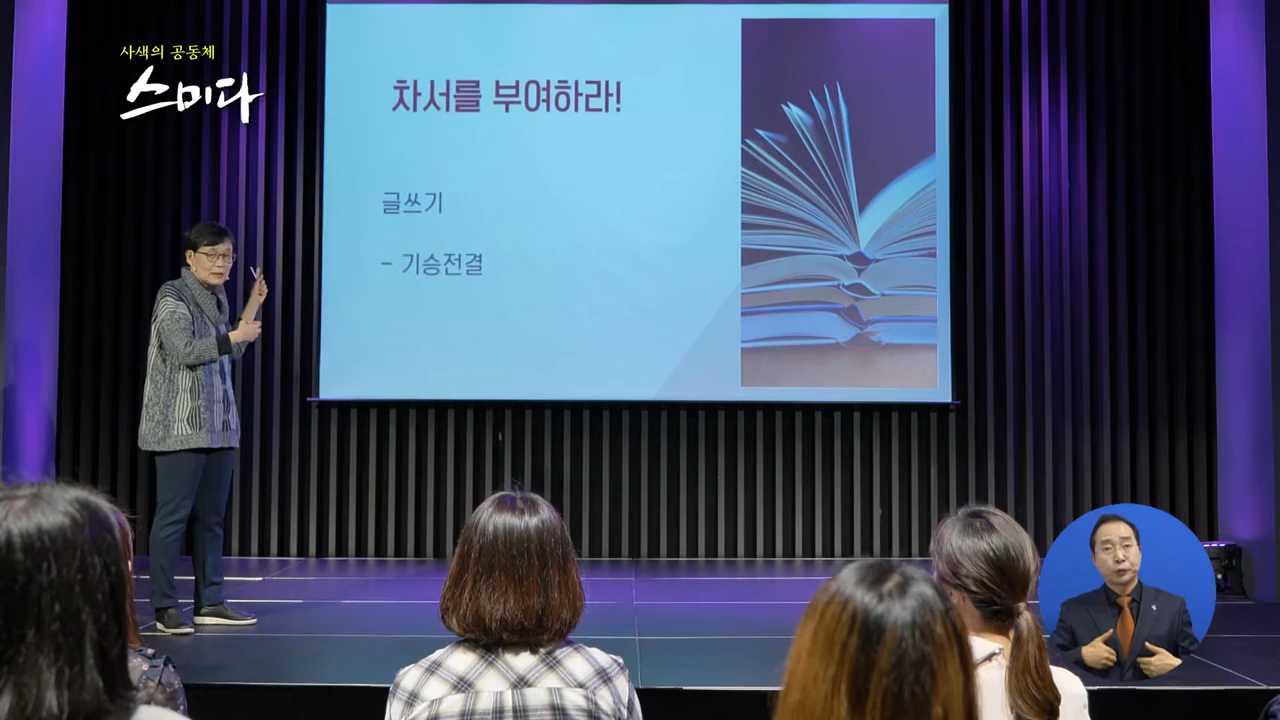 사색의 공동체
스미다
차서를 부여하라!
글쓰기
- 기승전결